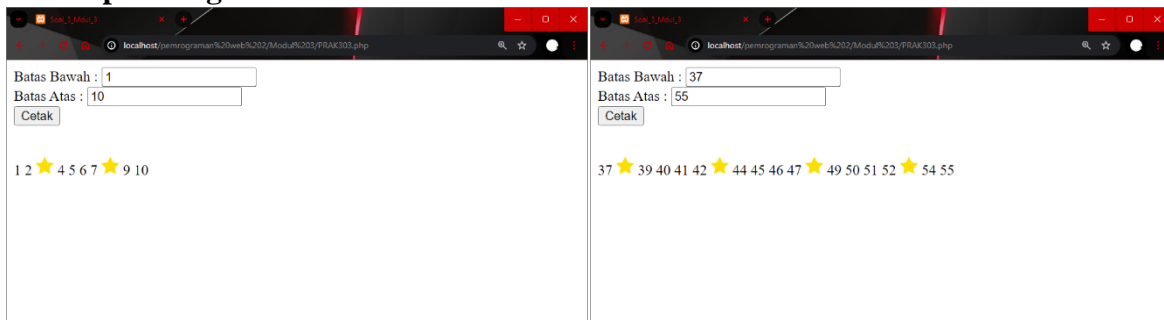 Soal_3_Modul_3
localhost/pemrograman%20web%202/Modul%203/PRAK303.php
Batas Bawah : 1
Batas Atas : 10
Cetak
1 2 ⭐ 4 5 6 7 ⭐ 9 10
Soal_3_Modul_3
localhost/pemrograman%20web%202/Modul%203/PRAK303.php
Batas Bawah : 37
Batas Atas : 55
Cetak
37 ⭐ 39 40 41 42 ⭐ 44 45 46 47 ⭐ 49 50 51 52 ⭐ 54 55